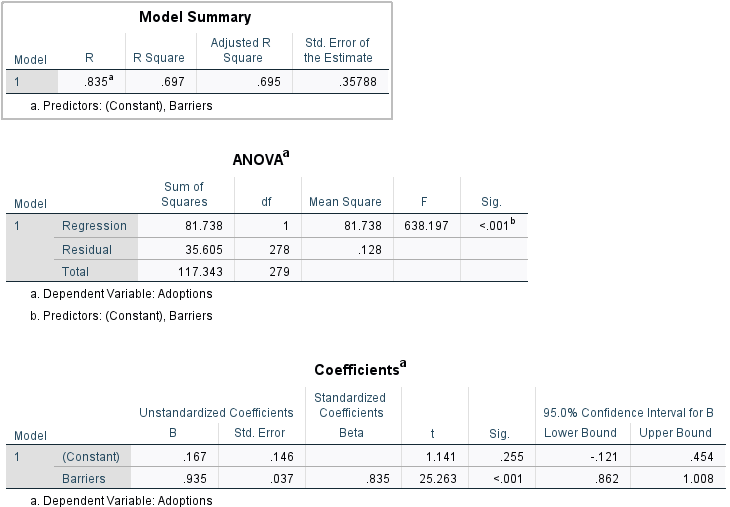 Model Summary
Model R R Square Adjusted R Square Std. Error of the Estimate
1 .835a .697 .695 .35788
a. Predictors: (Constant), Barriers
ANOVAa
Model Sum of Squares df Mean Square F Sig.
1 Regression 81.738 1 81.738 638.197 <.001b
Residual 35.605 278 .128
Total 117.343 279
a. Dependent Variable: Adoptions
b. Predictors: (Constant), Barriers
Coefficientsa
Unstandardized Coefficients Standardized Coefficients 95.0% Confidence Interval for B
Model B Std. Error Beta t Sig. Lower Bound Upper Bound
1 (Constant) .167 .146 1.141 .255 -.121 .454
Barriers .935 .037 .835 25.263 <.001 .862 1.008
a. Dependent Variable: Adoptions